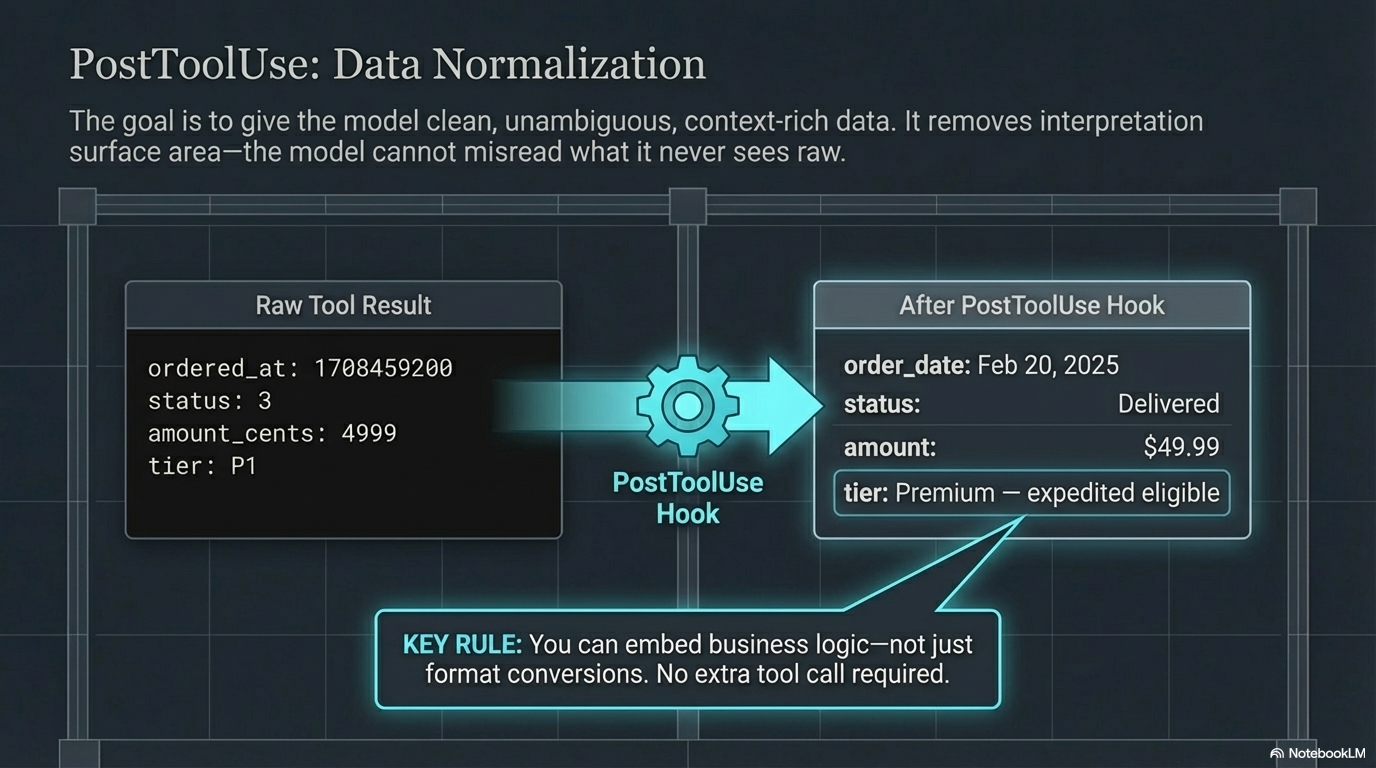 PostToolUse: Data Normalization
The goal is to give the model clean, unambiguous, context-rich data. It removes interpretation
surface area—the model cannot misread what it never sees raw.
Raw Tool Result
ordered_at: 1708459200
status: 3
amount_cents: 4999
tier: P1
PostToolUse
Hook
After PostToolUse Hook
order_date: Feb 20, 2025
status: Delivered
amount: $49.99
tier: Premium — expedited eligible
KEY RULE: You can embed business logic—not just
format conversions. No extra tool call required.
NotebookLM